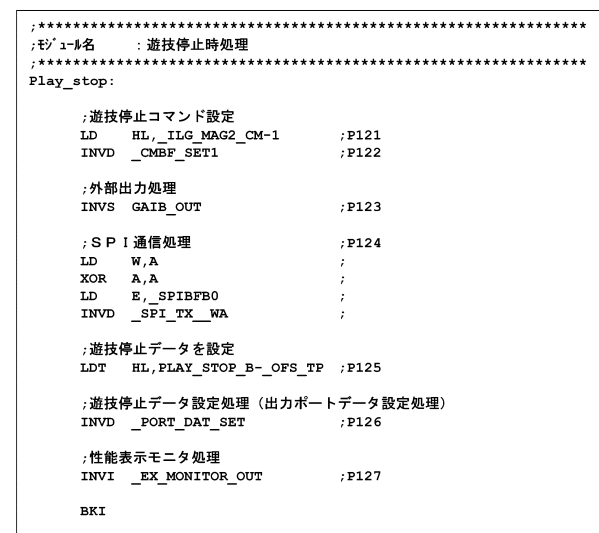 ;*************************************************************
;ﾓｼﾞｭｰﾙ名 :遊技停止時処理
;*************************************************************
Play_stop:
;遊技停止コマンド設定
LD HL,_ILG_MAG2_CM-1 ;P121
INVD _CMBF_SET1 ;P122
;外部出力処理
INVS GAIB_OUT ;P123
;ＳＰＩ通信処理 ;P124
LD W,A ;
XOR A,A ;
LD E,_SPIBFB0 ;
INVD _SPI_TX__WA ;
;遊技停止データを設定
LDT HL,PLAY_STOP_B-_OFS_TP ;P125
;遊技停止データ設定処理（出力ポートデータ設定処理）
INVD _PORT_DAT_SET ;P126
;性能表示モニタ処理
INVI _EX_MONITOR_OUT ;P127
BKI